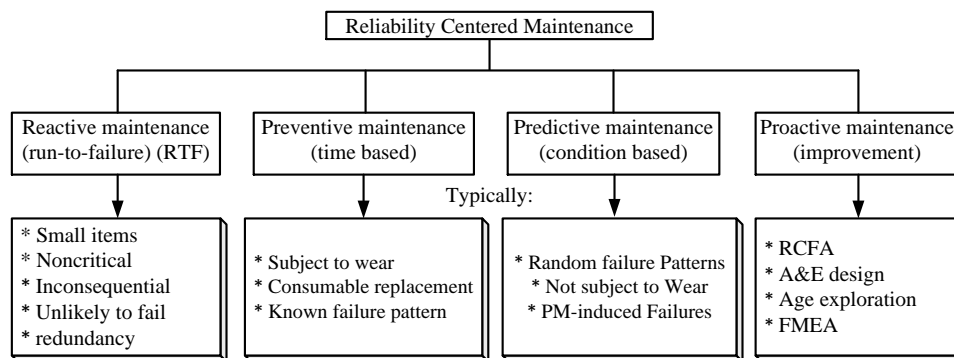 Reliability Centered Maintenance
Reactive maintenance
(run-to-failure) (RTF)
Preventive maintenance
(time based)
Predictive maintenance
(condition based)
Proactive maintenance
(improvement)
Typically:
* Small items
* Noncritical
* Inconsequential
* Unlikely to fail
* redundancy
* Subject to wear
* Consumable replacement
* Known failure pattern
* Random failure Patterns
* Not subject to Wear
* PM-induced Failures
* RCFA
* A&E design
* Age exploration
* FMEA